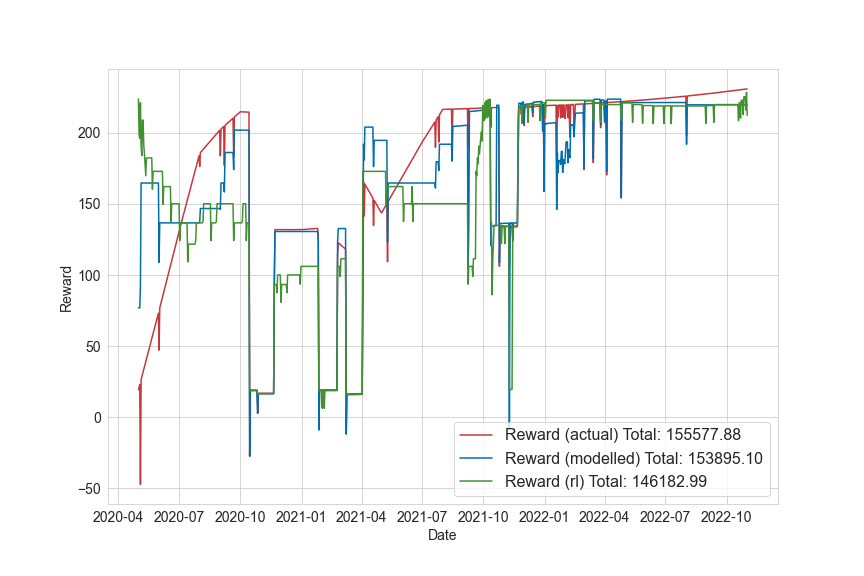 200
150
100
50
0
−50
Reward
2020-04 2020-07 2020-10 2021-01 2021-04 2021-07 2021-10 2022-01 2022-04 2022-07 2022-10
Date
Reward (actual) Total: 155577.88
Reward (modelled) Total: 153895.10
Reward (rl) Total: 146182.99